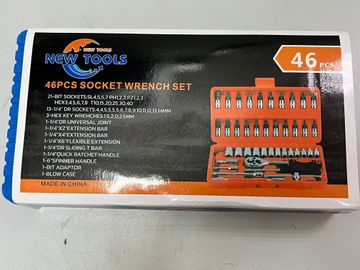 NEW TOOLS
NEW TOOLS
46 PCS
46PCS SOCKET WRENCH SET
21-BIT SOCKETS:SL4,5.5,7 PH1,2,3 PZ1,2,3
HEX3,4,5,6,7,8 T10,15,20,25,30,40
13-1/4" DR SOCKETS:4,4.5,5,5.5,6,7,8,9,10,11,12,13,14MM
3-HEX KEY WRENCHES:1.5,2.0,2.5MM
1-1/4"DR UNIVERSAL JOINT
1-1/4"X2"EXTENSION BAR
1-1/4"X4"EXTENSION BAR
1-1/4"X6"FLEXIBLE EXTENSION
1-1/4"DR SLIDING T BAR
1-1/4"QUICK RATCHET HANDLE
1-6"SPINNER HANDLE
1-BIT ADAPTOR
1-BLOW CASE
MADE IN CHINA